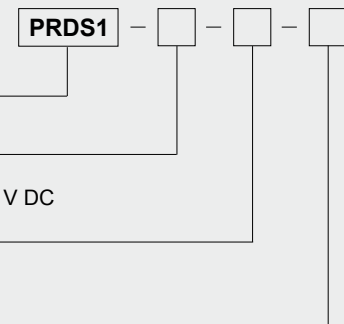 PRDS1 – –  –
V DC